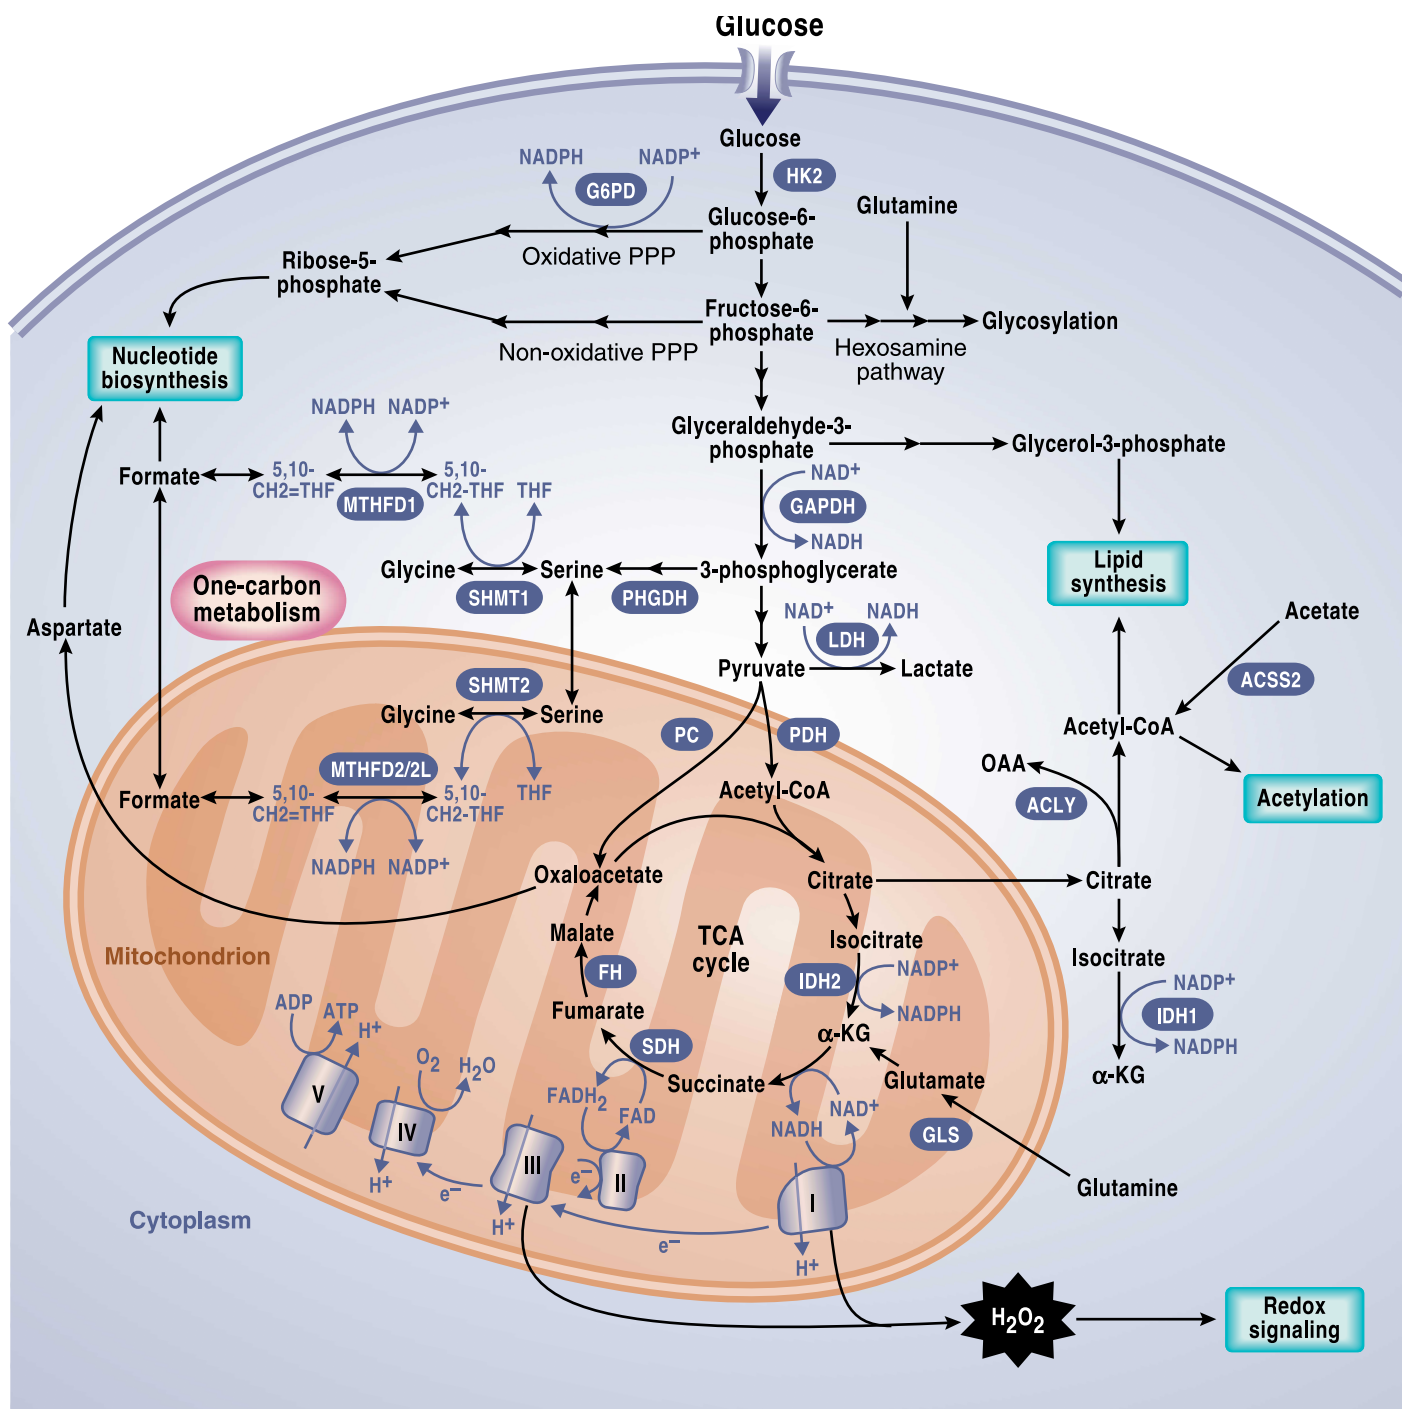 Glucose
Glucose
HK2
NADPH
NADP+
G6PD
Glucose-6-
phosphate
Oxidative PPP
Glutamine
Ribose-5-
phosphate
Fructose-6-
phosphate
Non-oxidative PPP
Hexosamine
pathway
Glycosylation
Nucleotide
biosynthesis
NADPH
NADP+
Glyceraldehyde-3-
phosphate
Glycerol-3-phosphate
Formate
5,10-
CH2=THF
MTHFD1
5,10-
CH2-THF
THF
NAD+
GAPDH
NADH
Glycine
Serine
3-phosphoglycerate
SHMT1
PHGDH
Lipid
synthesis
One-carbon
metabolism
Aspartate
NAD+
NADH
LDH
Acetate
Pyruvate
Lactate
ACSS2
SHMT2
Glycine
Serine
PC
PDH
Acetyl-CoA
OAA
MTHFD2/2L
Formate
5,10-
CH2=THF
5,10-
CH2-THF
THF
Acetyl-CoA
ACLY
Acetylation
NADPH
NADP+
Oxaloacetate
Citrate
Citrate
Malate
TCA
cycle
Isocitrate
Isocitrate
Mitochondrion
FH
IDH2
NADP+
NADPH
NADP+
IDH1
NADPH
Fumarate
α-KG
α-KG
ADP
ATP
H+
SDH
Succinate
Glutamate
O2
H2O
FADH2
FAD
NADH
NAD+
GLS
V
IV
III
II
I
e−
H+
e−
H+
e−
H+
Glutamine
Cytoplasm
H2O2
Redox
signaling